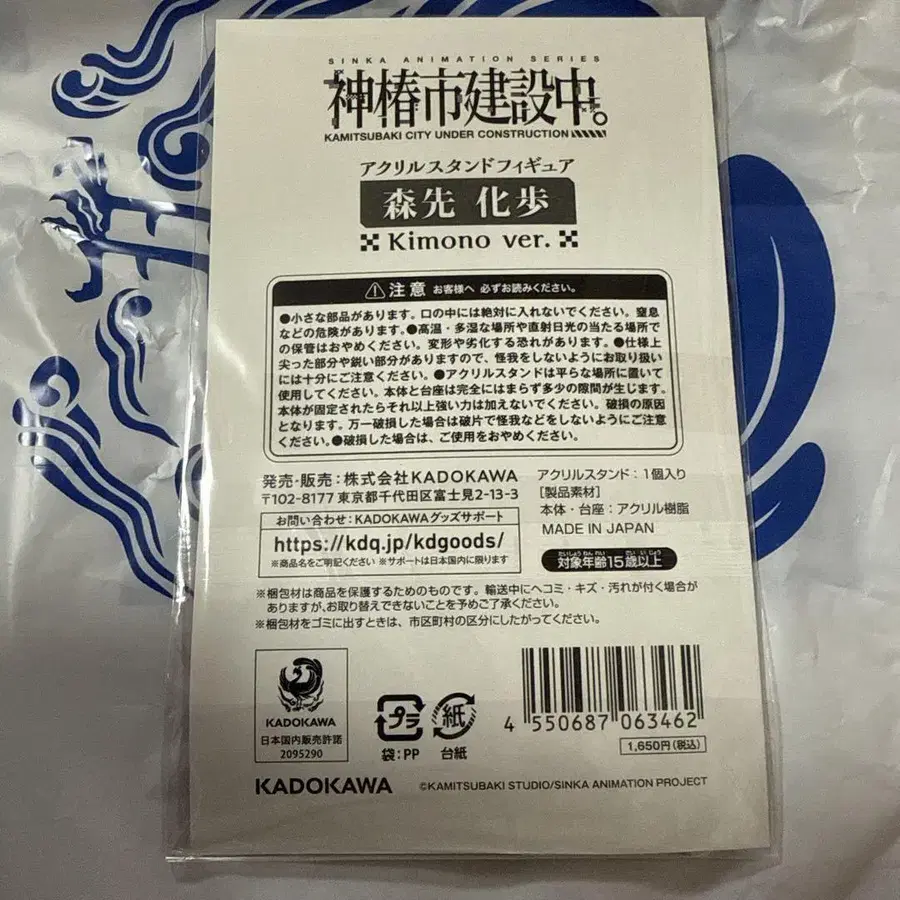 SINKA ANIMATION SERIES
神椿市建設中。
KAMITSUBAKI CITY UNDER CONSTRUCTION
アクリルスタンドフィギュア
森先 化歩
Kimono ver.
注意 お客様へ 必ずお読みください。
●小さな部品があります。口の中には絶対に入れないでください。窒息
などの危険があります。●高温・多湿な場所や直射日光の当たる場所で
の保管はおやめください。変形や劣化する恐れがあります。●仕様上
尖った部分や鋭い部分がありますので、怪我をしないようにお取り扱い
には十分にご注意ください。●アクリルスタンドは平らな場所に置いて
使用してください。本体と台座は完全にはまらず多少の隙間が生じます。
本体が固定されたらそれ以上強い力は加えないでください。破損の原因
となります。万一破損した場合は破片で怪我などをしないようにご注意
ください。●破損した場合は、ご使用をおやめください。
発売・販売：株式会社KADOKAWA
〒102-8177 東京都千代田区富士見2-13-3
お問い合わせ：KADOKAWAグッズサポート
https://kdq.jp/kdgoods/
※商品名をご明記ください ※サポートは日本国内に限ります
アクリルスタンド：1個入り
[製品素材]
本体・台座：アクリル樹脂
MADE IN JAPAN
たいしょうねんれい さいいじょう
対象年齢15歳以上
※梱包材は商品を保護するためのものです。輸送中にヘコミ・キズ・汚れが付く場合が
ありますが、お取り替えできないことを予めご了承ください。
※梱包材をゴミに出すときは、市区町村の区分にしたがってください。
KADOKAWA
日本国内販売許諾
2095290
プラ
袋：PP
紙
台紙
4 550687 063462
1,650円(税込)
KADOKAWA
©KAMITSUBAKI STUDIO/SINKA ANIMATION PROJECT